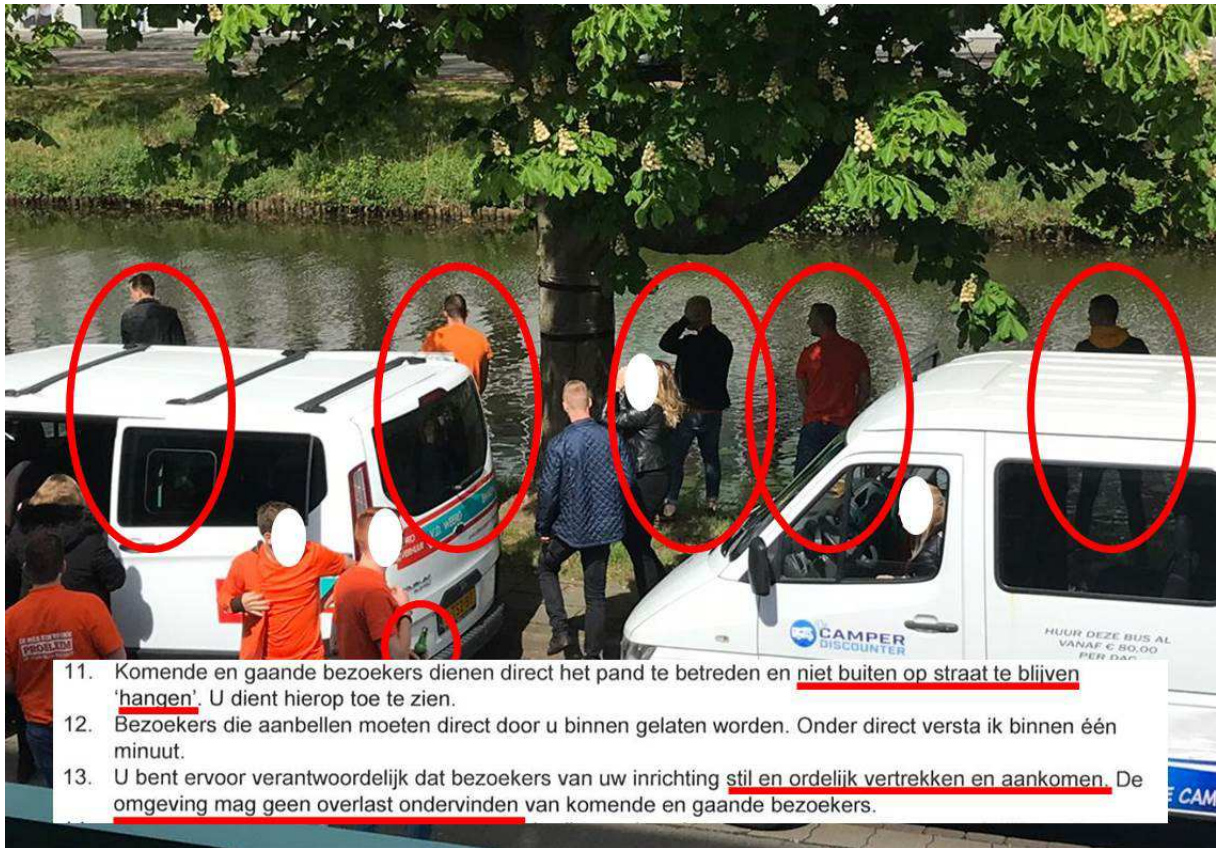 PROBLEEM
CAMPER
DISCOUNTER
HUUR DEZE BUS AL
VANAF € 80,00
PER DAG
E CAM
11. Komende en gaande bezoekers dienen direct het pand te betreden en niet buiten op straat te blijven
‘hangen’. U dient hierop toe te zien.
12. Bezoekers die aanbellen moeten direct door u binnen gelaten worden. Onder direct versta ik binnen één
minuut.
13. U bent ervoor verantwoordelijk dat bezoekers van uw inrichting stil en ordelijk vertrekken en aankomen. De
omgeving mag geen overlast ondervinden van komende en gaande bezoekers.